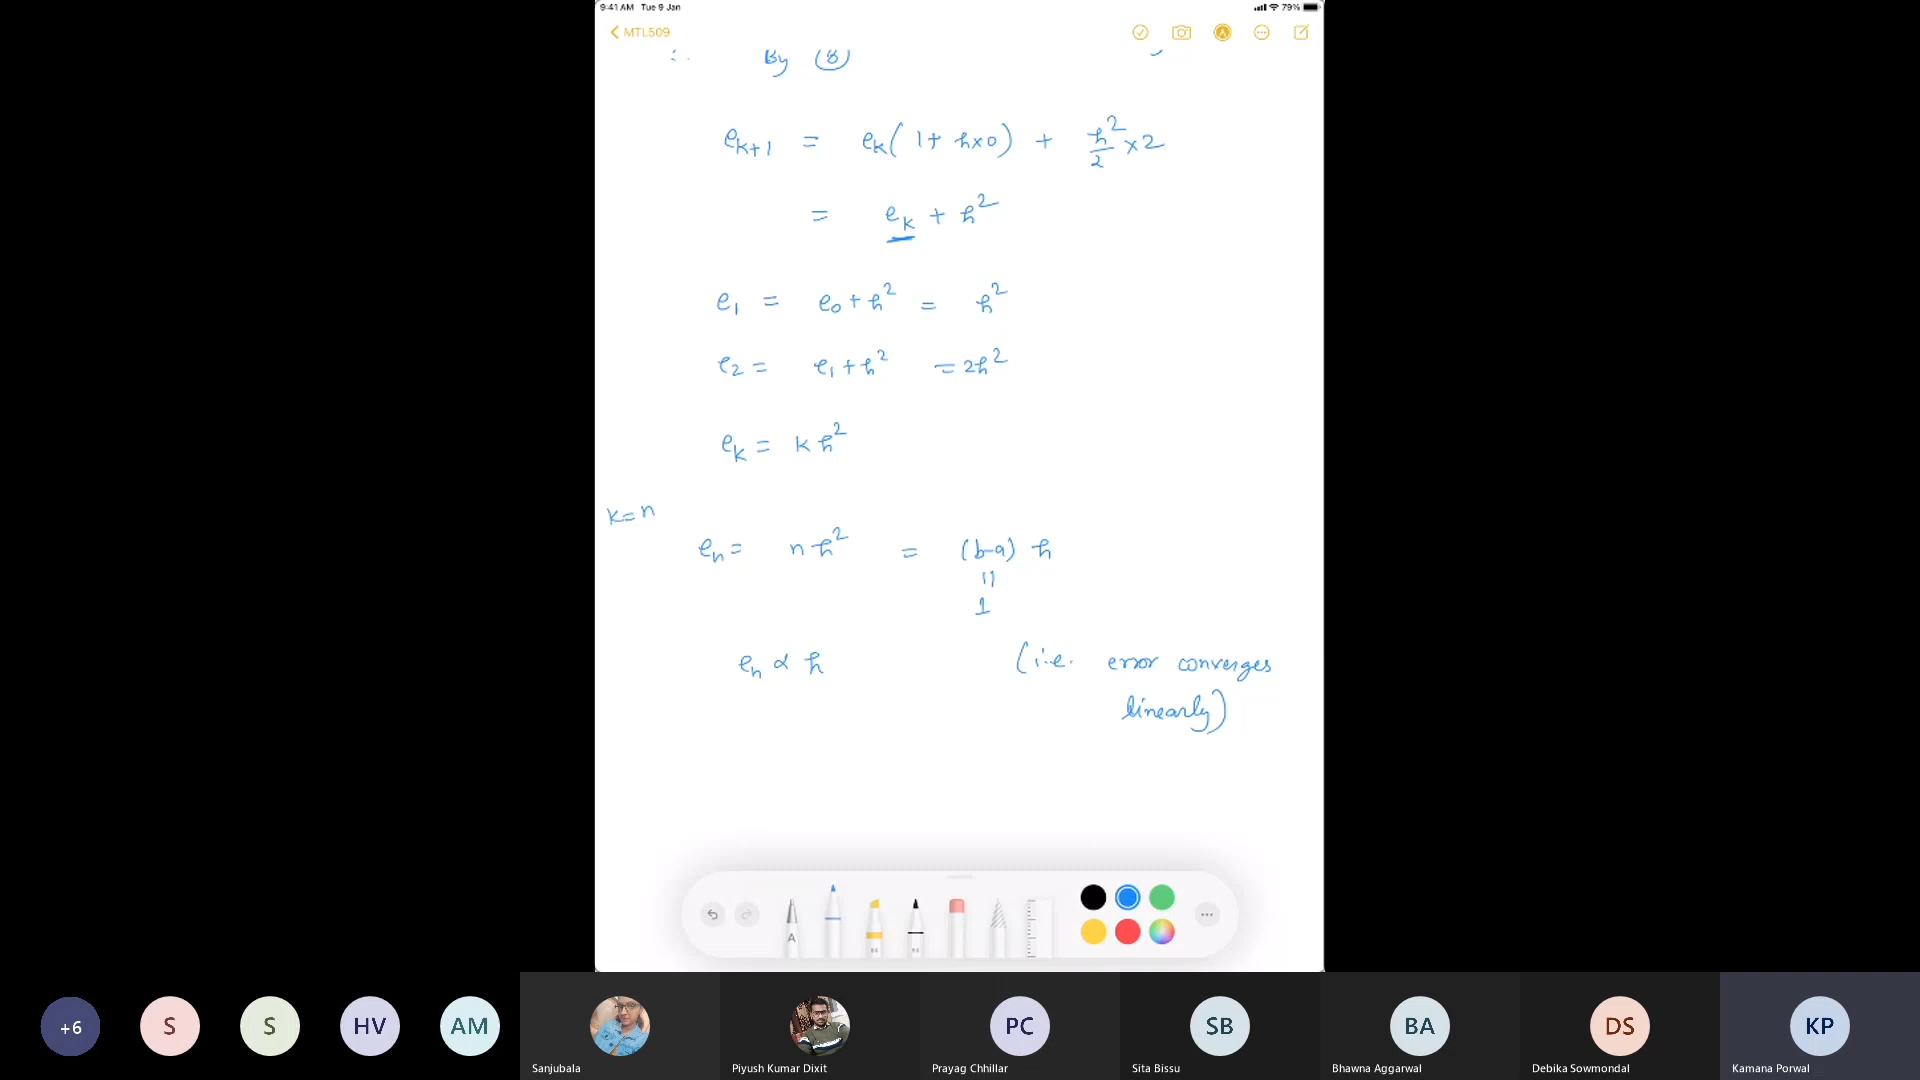 9:41 AM Tue 9 Jan
79%
MTL509
∴ By (8)
e_{k+1} = e_k ( 1 + h×0 ) + h²/2 ×2
= e_k + h²
e_1 = e_0 + h² = h²
e_2 = e_1 + h² = 2h²
e_k = k h²
k=n
e_n = n h² = (b-a) h
||
1
e_n ∝ h (i.e. error converges
linearly)
A
+6
S
S
HV
AM
PC
SB
BA
DS
KP
Sanjubala
Piyush Kumar Dixit
Prayag Chhillar
Sita Bissu
Bhawna Aggarwal
Debika Sowmondal
Kamana Porwal